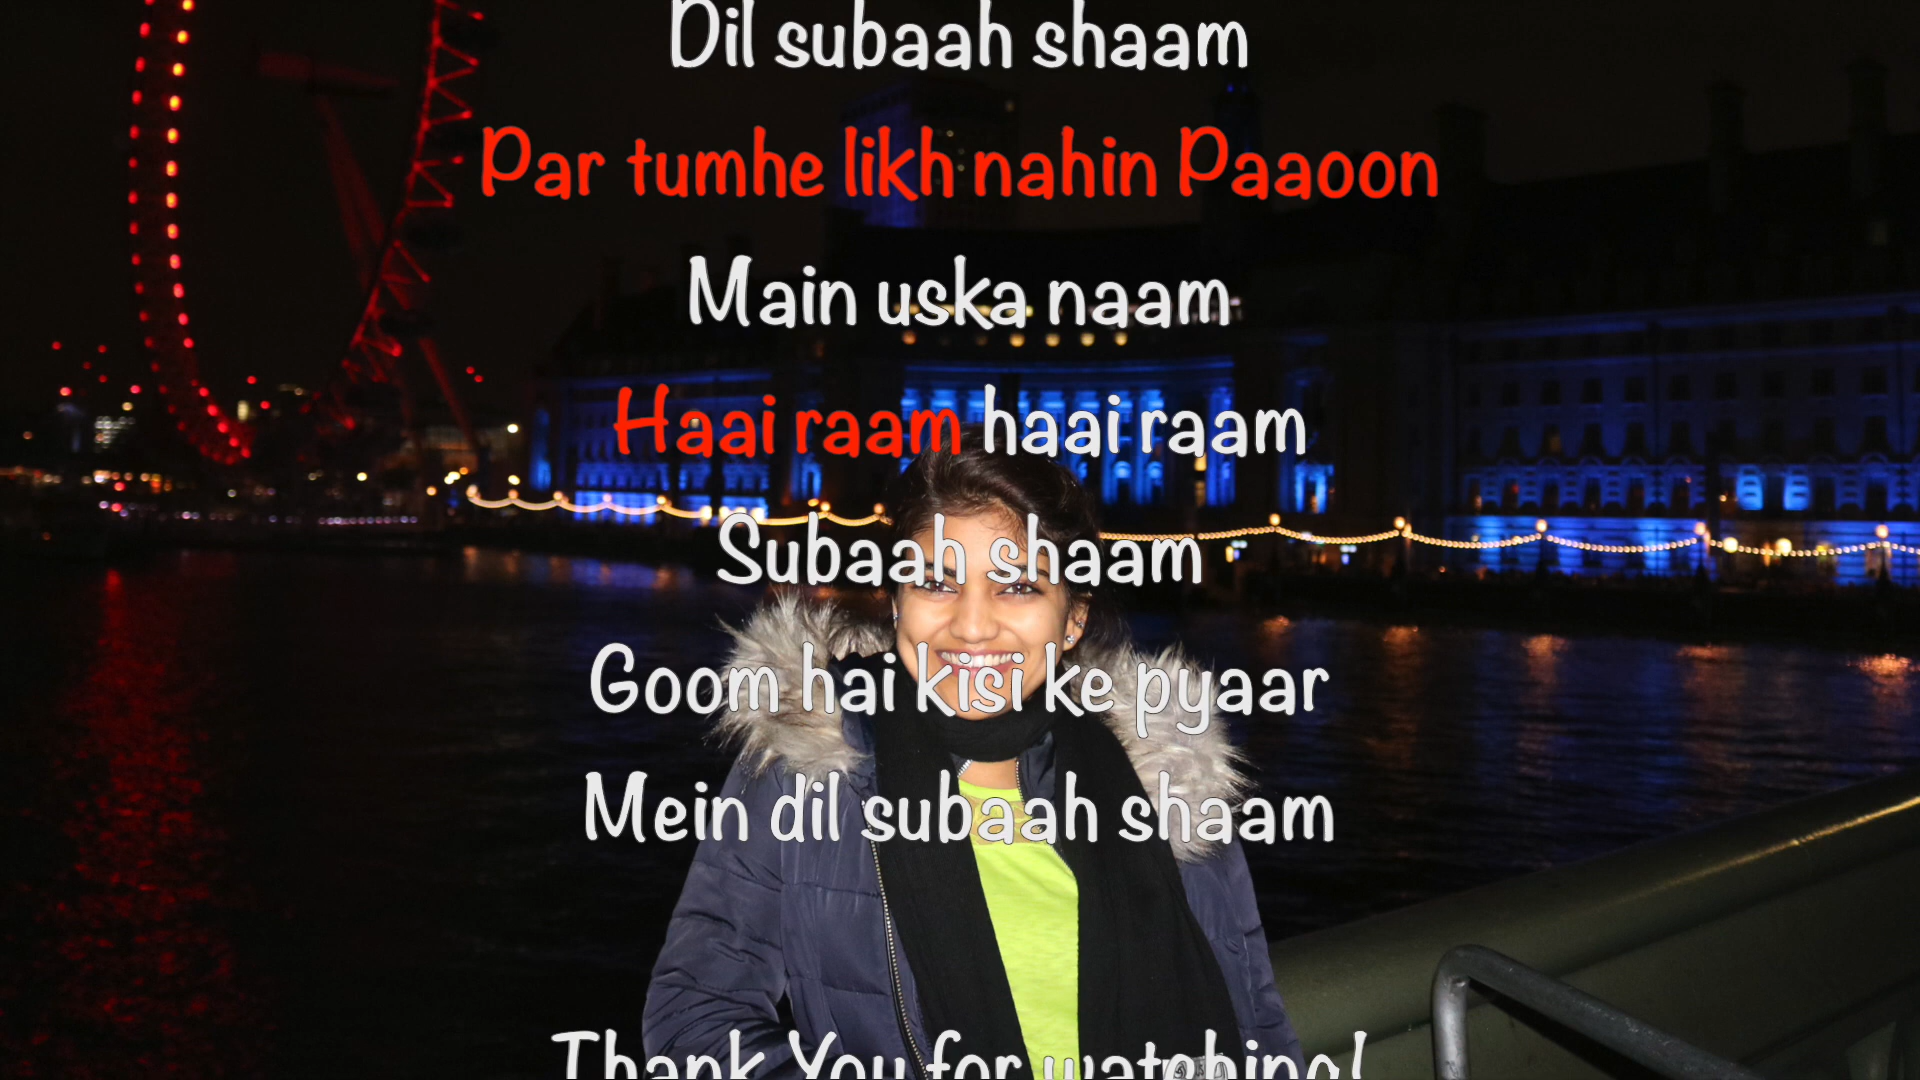 Dil subaah shaam
Par tumhe likh nahin Paaoon
Main uska naam
Haai raam haai raam
Subaah shaam
Goom hai kisi ke pyaar
Mein dil subaah shaam
Thank You for watching!